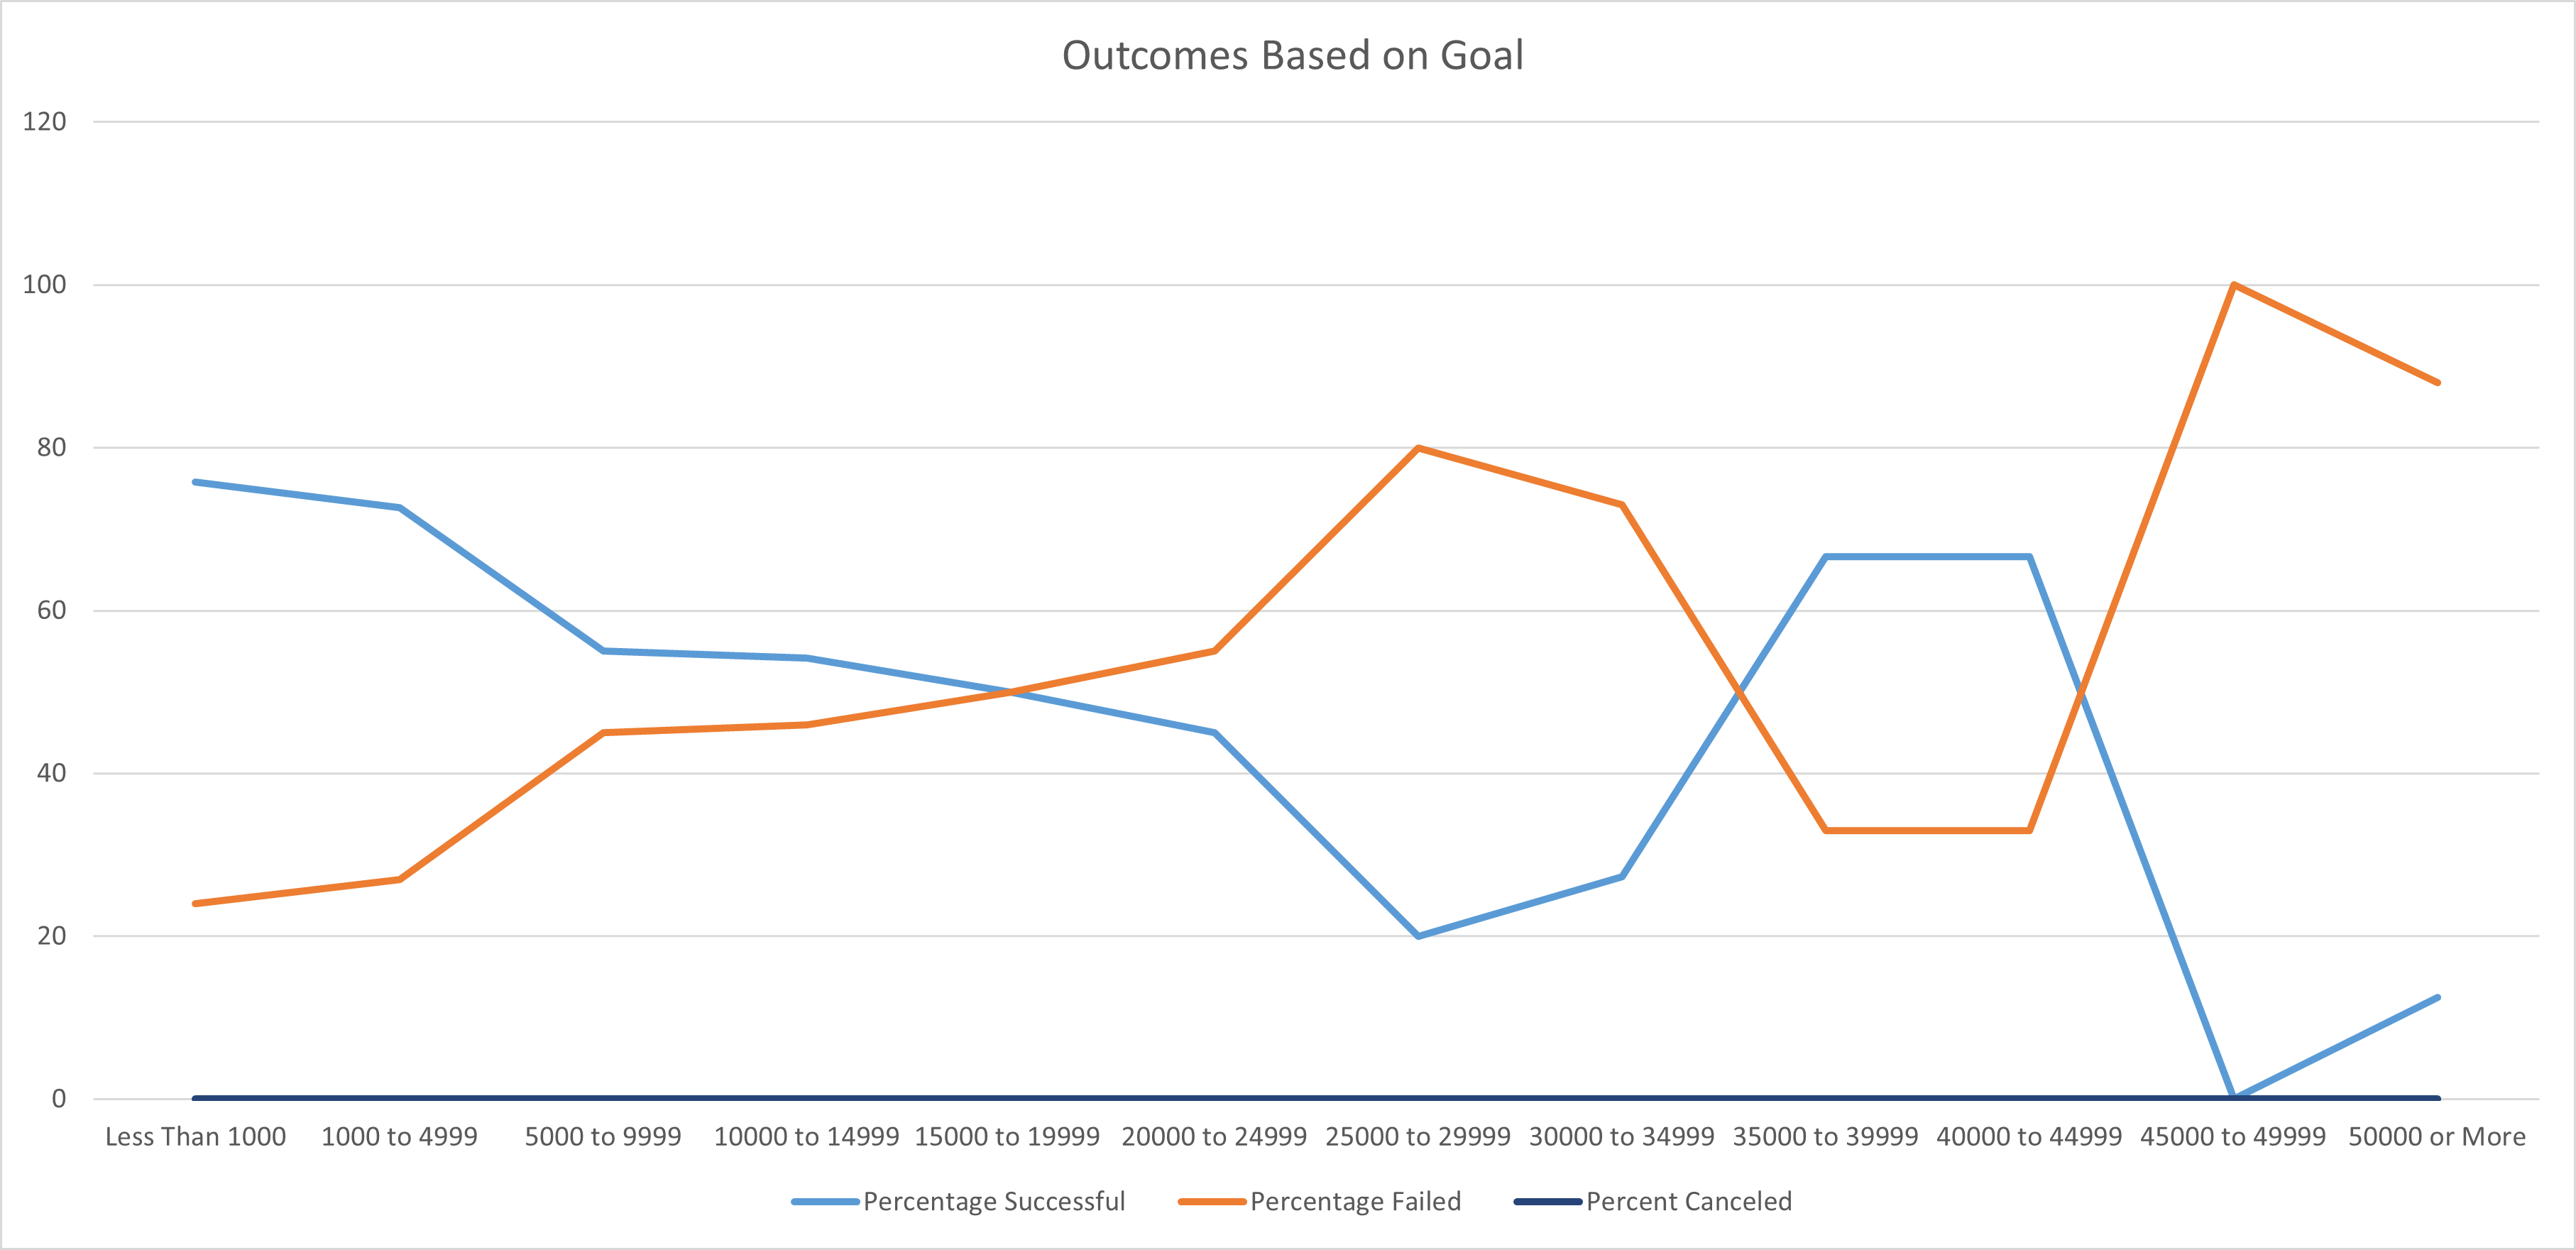 Outcomes Based on Goal
120
100
80
60
40
20
0
Less Than 1000 1000 to 4999 5000 to 9999 10000 to 14999 15000 to 19999 20000 to 24999 25000 to 29999 30000 to 34999 35000 to 39999 40000 to 44999 45000 to 49999 50000 or More
Percentage Successful Percentage Failed Percent Canceled